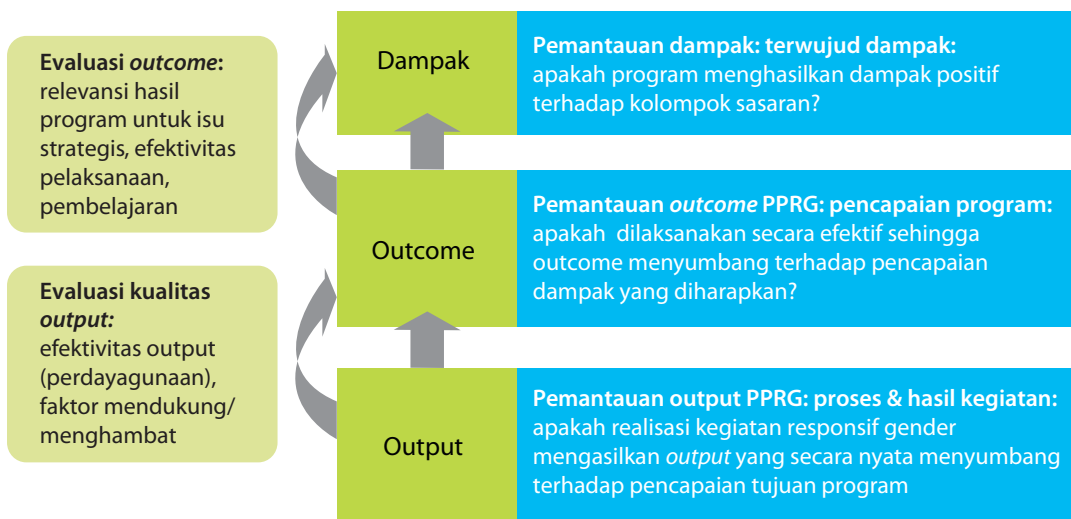 Evaluasi outcome:
relevansi hasil
program untuk isu
strategis, efektivitas
pelaksanaan,
pembelajaran
Evaluasi kualitas
output:
efektivitas output
(perdayagunaan),
faktor mendukung/
menghambat
Dampak
Pemantauan dampak: terwujud dampak:
apakah program menghasilkan dampak positif
terhadap kolompok sasaran?
Outcome
Pemantauan outcome PPRG: pencapaian program:
apakah dilaksanakan secara efektif sehingga
outcome menyumbang terhadap pencapaian
dampak yang diharapkan?
Output
Pemantauan output PPRG: proses & hasil kegiatan:
apakah realisasi kegiatan responsif gender
mengasilkan output yang secara nyata menyumbang
terhadap pencapaian tujuan program